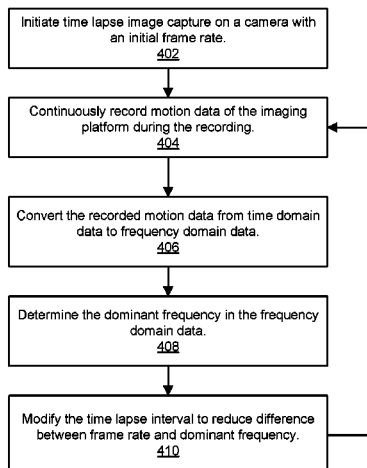 Initiate time lapse image capture on a camera with
an initial frame rate.
402
Continuously record motion data of the imaging
platform during the recording.
404
Convert the recorded motion data from time domain
data to frequency domain data.
406
Determine the dominant frequency in the frequency
domain data.
408
Modify the time lapse interval to reduce difference
between frame rate and dominant frequency.
410